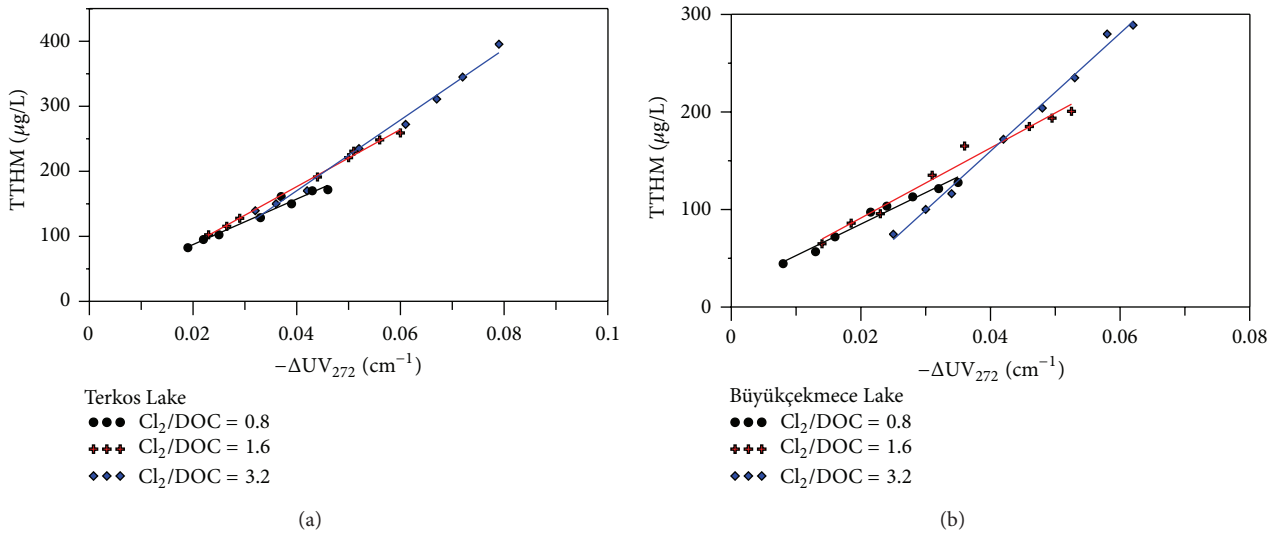 400
300
200
100
0
TTHM (μg/L)
0 0.02 0.04 0.06 0.08 0.1
−ΔUV₂₇₂ (cm⁻¹)
Terkos Lake
Cl₂/DOC = 0.8
Cl₂/DOC = 1.6
Cl₂/DOC = 3.2
(a)
300
200
100
0
TTHM (μg/L)
0 0.02 0.04 0.06 0.08
−ΔUV₂₇₂ (cm⁻¹)
Büyükçekmece Lake
Cl₂/DOC = 0.8
Cl₂/DOC = 1.6
Cl₂/DOC = 3.2
(b)